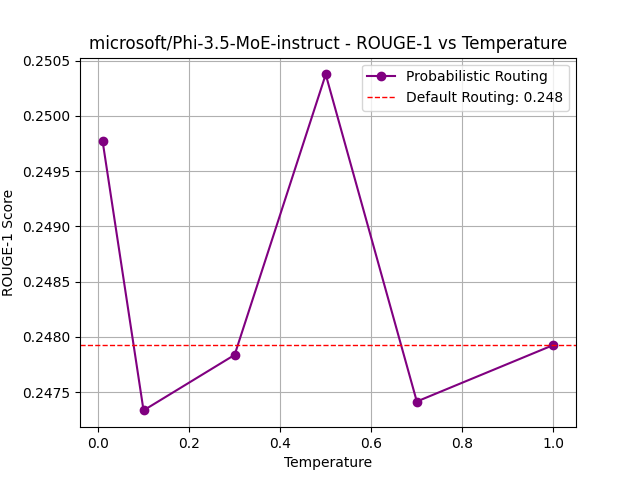 microsoft/Phi-3.5-MoE-instruct - ROUGE-1 vs Temperature
Probabilistic Routing
Default Routing: 0.248
ROUGE-1 Score
0.2505
0.2500
0.2495
0.2490
0.2485
0.2480
0.2475
0.0 0.2 0.4 0.6 0.8 1.0
Temperature